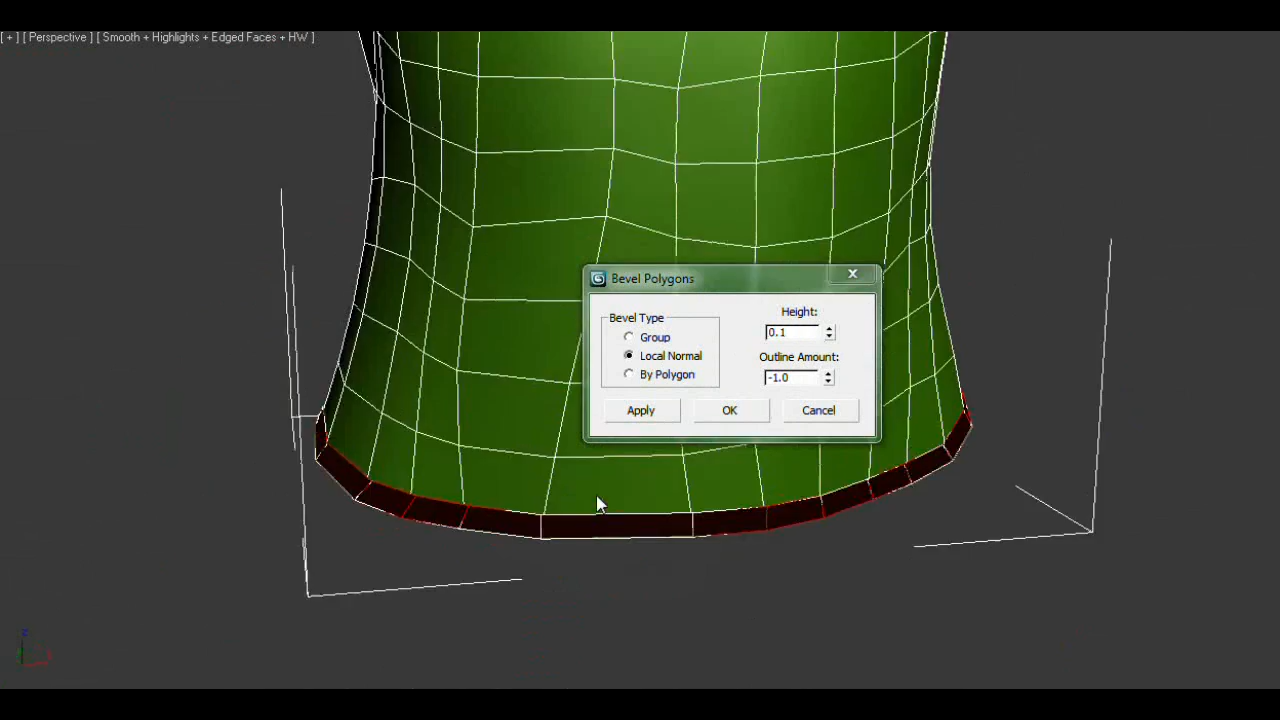 [ + ] [ Perspective ] [ Smooth + Highlights + Edged Faces + HW ]
Bevel Polygons
Bevel Type
Group
Local Normal
By Polygon
Height:
0.1
Outline Amount:
-1.0
Apply
OK
Cancel